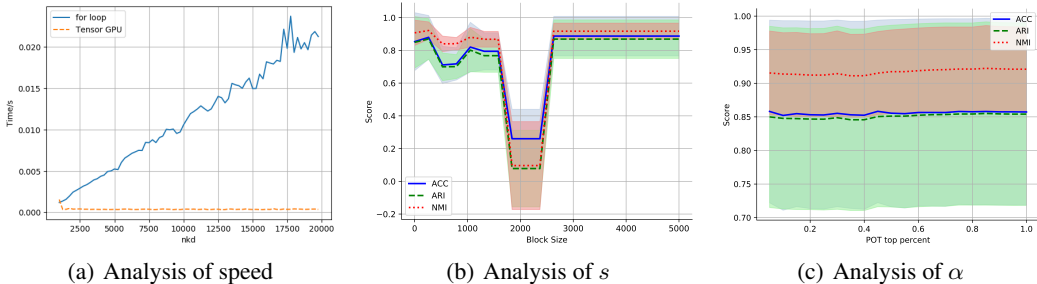 for loop
Tensor GPU
0.020
0.015
0.010
0.005
0.000
Time/s
2500 5000 7500 10000 12500 15000 17500 20000
nkd
(a) Analysis of speed
1.0
0.8
0.6
0.4
0.2
0.0
−0.2
Score
ACC
ARI
NMI
0 1000 2000 3000 4000 5000
Block Size
(b) Analysis of s
1.00
0.95
0.90
0.85
0.80
0.75
0.70
Score
ACC
ARI
NMI
0.2 0.4 0.6 0.8 1.0
POT top percent
(c) Analysis of α